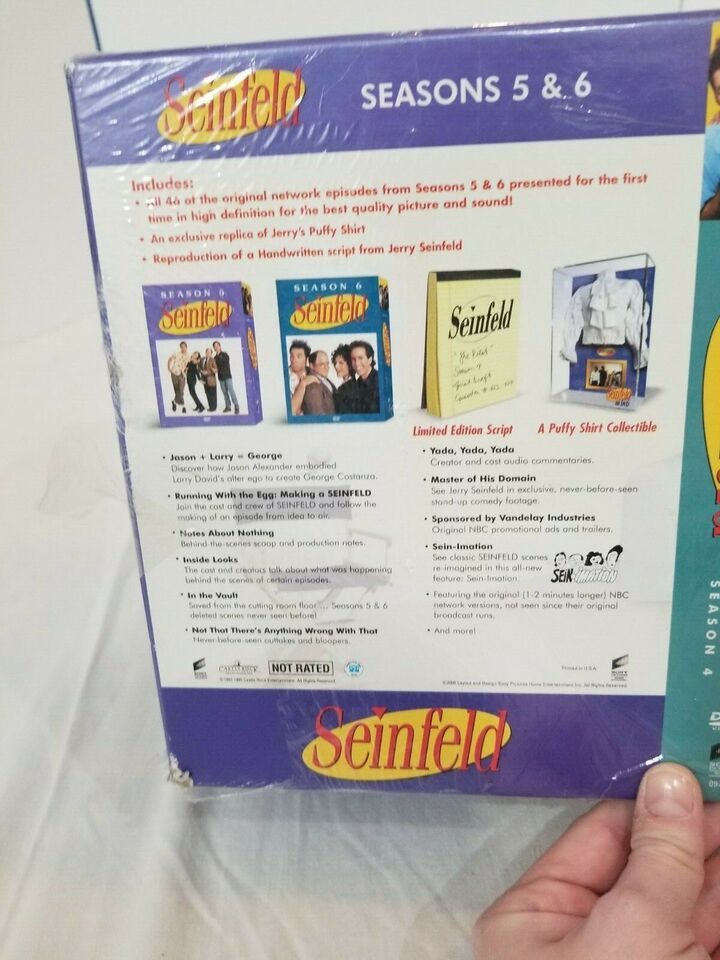 Seinfeld
SEASONS 5 & 6
Includes:
• All 46 of the original network episodes from Seasons 5 & 6 presented for the first
time in high definition for the best quality picture and sound!
• An exclusive replica of Jerry's Puffy Shirt
• Reproduction of a Handwritten script from Jerry Seinfeld
SEASON 5
Seinfeld
SEASON 6
Seinfeld
Seinfeld
Limited Edition Script
A Puffy Shirt Collectible
• Jason + Larry = George
Discover how Jason Alexander embodied
Larry David's alter ego to create George Costanza.
• Running With the Egg: Making a SEINFELD
Join the cast and crew of SEINFELD and follow the
making of an episode from idea to air.
• Notes About Nothing
Behind-the-scenes scoop and production notes.
• Inside Looks
The cast and creators talk about what was happening
behind the scenes of certain episodes.
• In the Vault
Saved from the cutting room floor.... Seasons 5 & 6
deleted scenes never seen before!
• Not That There's Anything Wrong With That
Never-before-seen outtakes and bloopers.
• Yada, Yada, Yada
Creator and cast audio commentaries.
• Master of His Domain
See Jerry Seinfeld in exclusive, never-before-seen
stand-up comedy footage.
• Sponsored by Vandelay Industries
Original NBC promotional ads and trailers.
• Sein-Imation
See classic SEINFELD scenes
re-imagined in this all-new
feature: Sein-Imation.
SEIN-IMATION
• Featuring the original (1-2 minutes longer) NBC
network versions, not seen since their original
broadcast runs.
• And more!
CASTLE ROCK
NOT RATED
Printed in U.S.A.
Seinfeld
SEASON 4